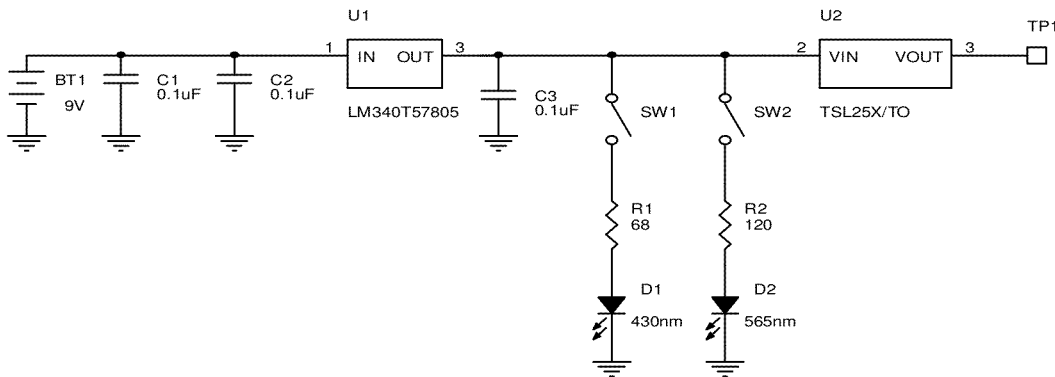 U1
U2
TP1
1
IN OUT
3
2
VIN VOUT
3
BT1
9V
C1
0.1uF
C2
0.1uF
LM340T57805
C3
0.1uF
SW1
SW2
TSL25X/TO
R1
68
R2
120
D1
430nm
D2
565nm